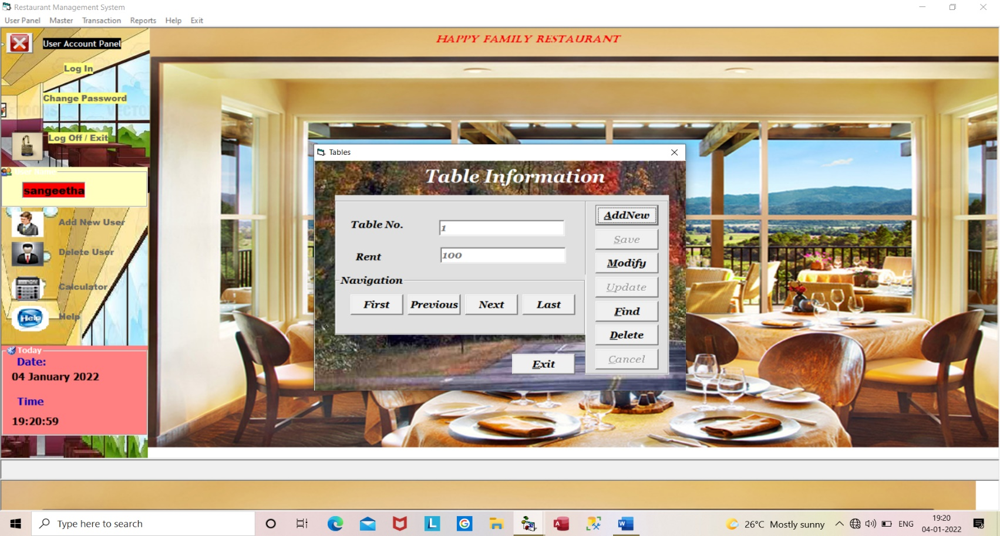 Restaurant Management System
User Panel Master Transaction Reports Help Exit
User Account Panel
Log In
Change Password
Log Off / Exit
sangeetha
Add New User
Delete User
Calculator
Help
Help
Today
Date:
04 January 2022
Time
19:20:59
HAPPY FAMILY RESTAURANT
Tables
Table Information
Table No. 1
Rent 100
Navigation
First Previous Next Last
AddNew
Save
Modify
Update
Find
Delete
Cancel
Exit
Type here to search
26°C Mostly sunny
ENG
19:20
04-01-2022